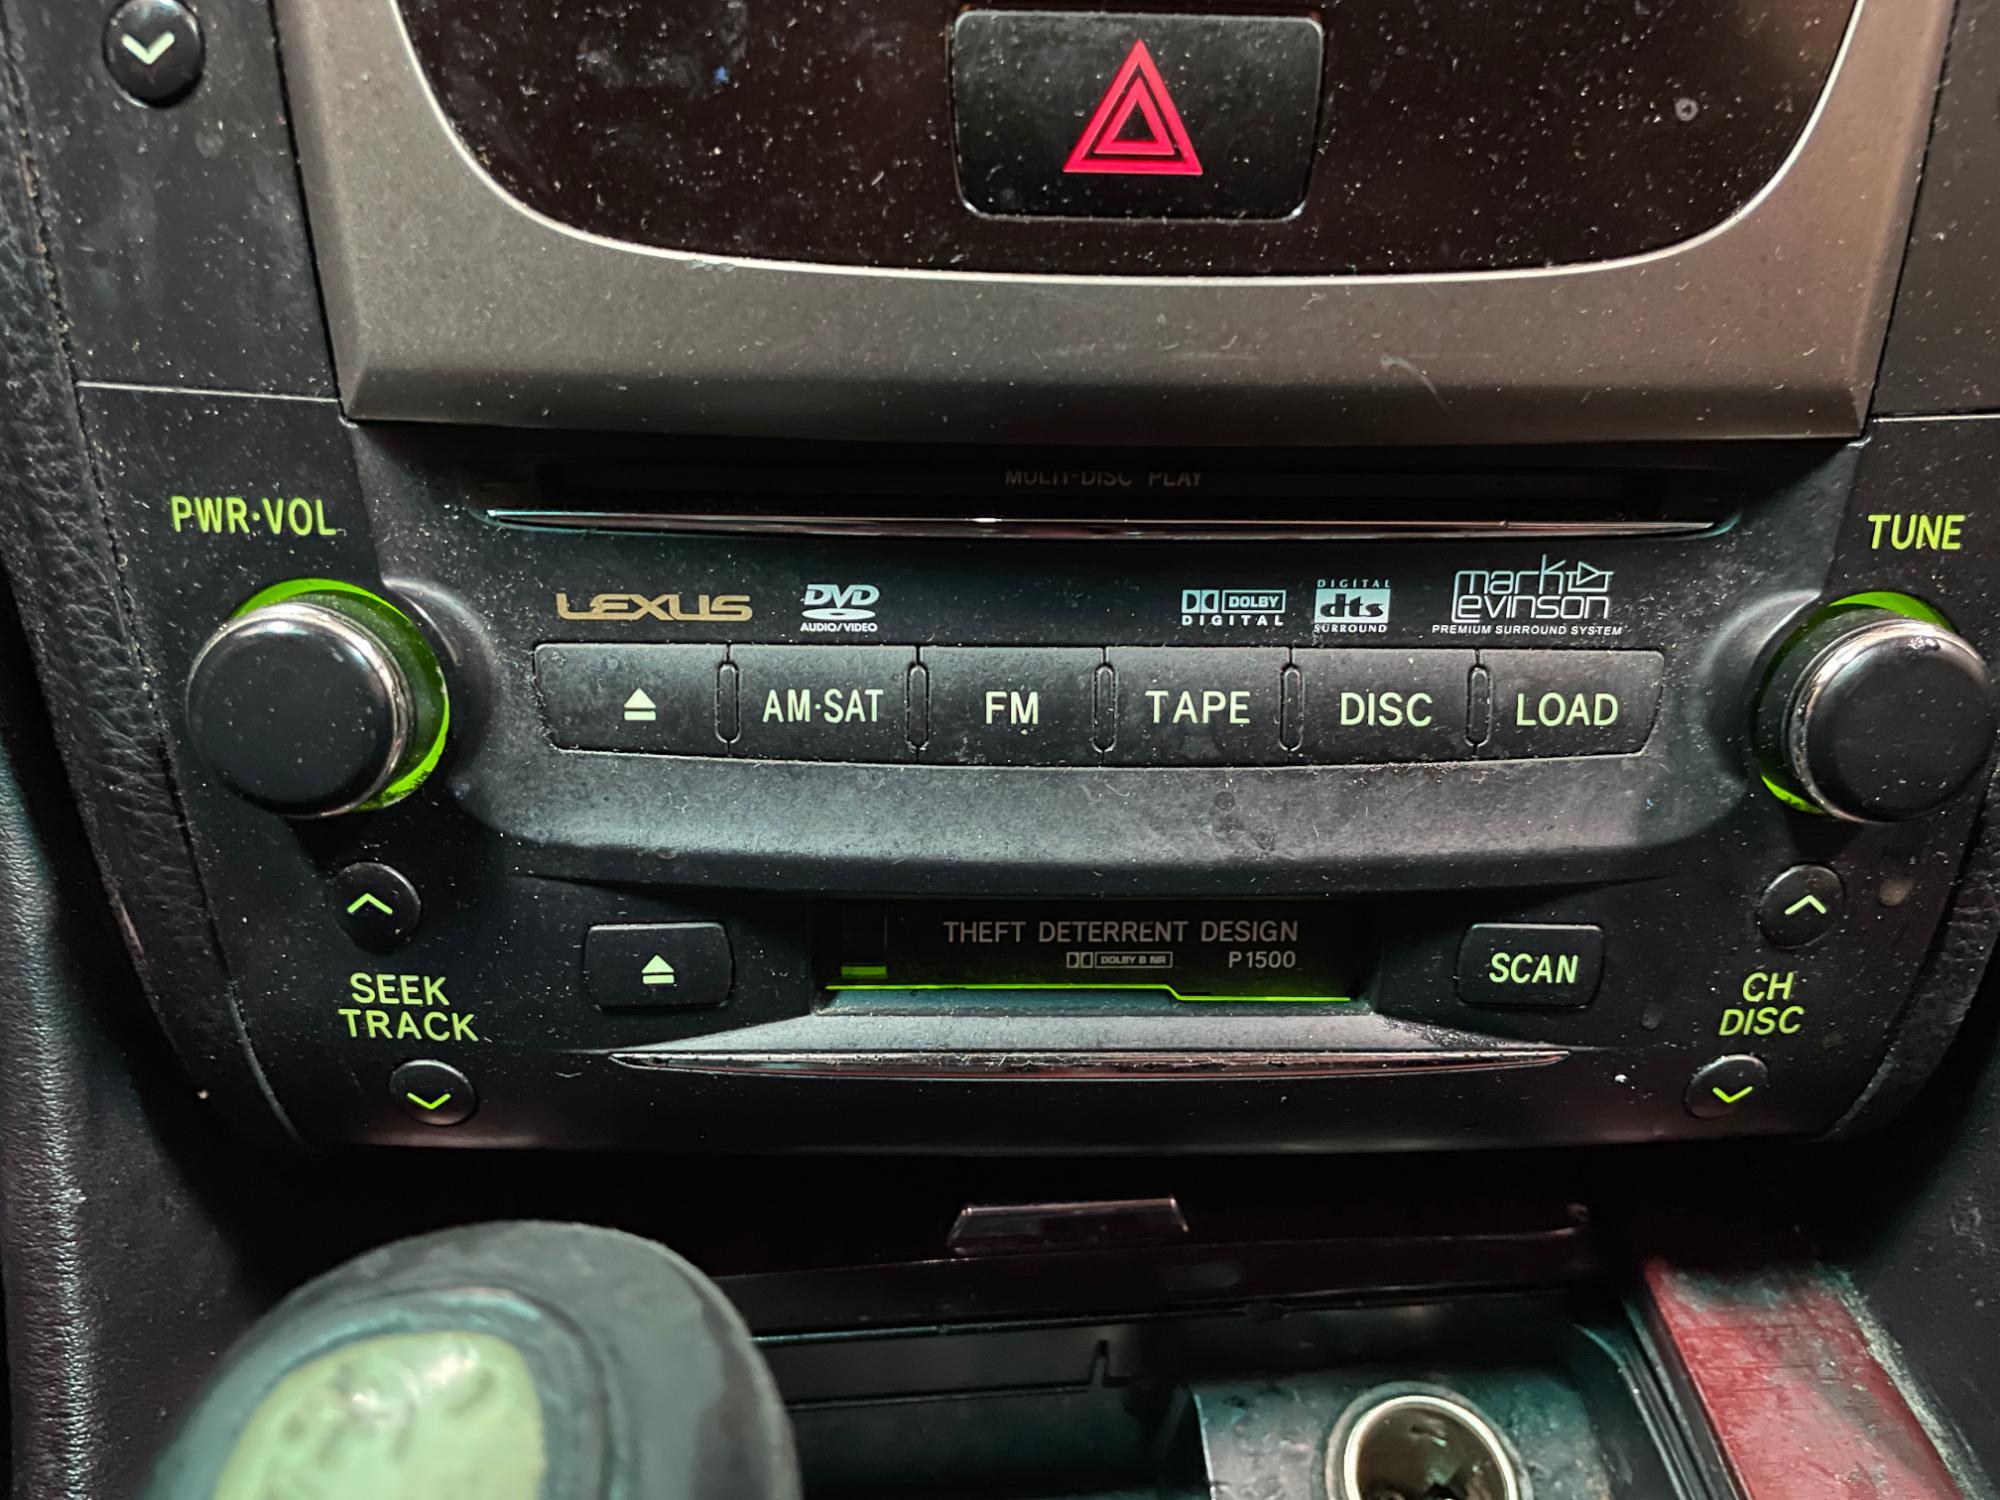 MULTI-DISC PLAY
PWR·VOL
TUNE
LEXUS
DVD
AUDIO/VIDEO
DOLBY
DIGITAL
DIGITAL
dts
SURROUND
mark
levinson
PREMIUM SURROUND SYSTEM
AM·SAT
FM
TAPE
DISC
LOAD
THEFT DETERRENT DESIGN
DOLBY B NR
P1500
SCAN
SEEK
TRACK
CH
DISC